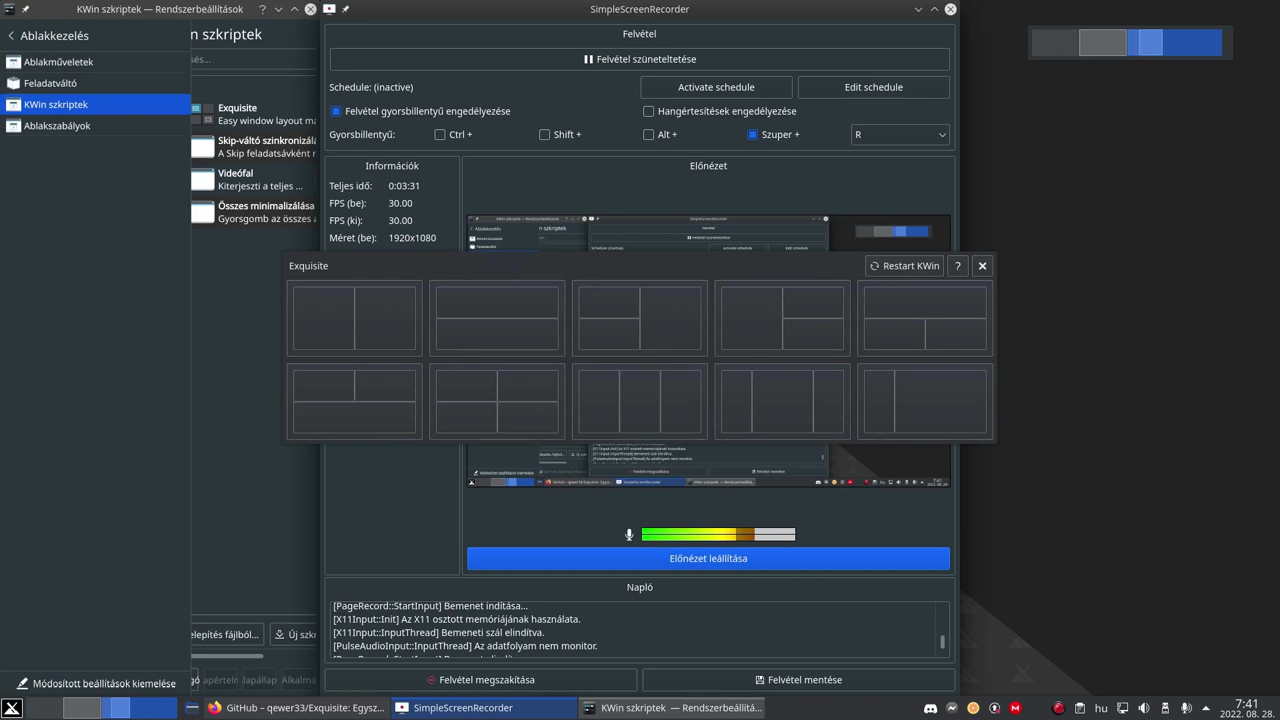 KWin szkriptek — Rendszerbeállítások
SimpleScreenRecorder
Ablakkezelés
n szkriptek
Ablakműveletek
Feladatváltó
KWin szkriptek
Ablakszabályok
Exquisite
Easy window layout ma
Skip-váltó szinkronizálá
A Skip feladatsávként r
Videófal
Kiterjeszti a teljes ...
Összes minimalizálása
Gyorsgomb az összes a
Felvétel
Felvétel szüneteltetése
Schedule: (inactive)
Activate schedule
Edit schedule
Felvétel gyorsbillentyű engedélyezése
Hangértesítések engedélyezése
Gyorsbillentyű:
Ctrl +
Shift +
Alt +
Szuper +
R
Információk
Teljes idő: 0:03:31
FPS (be): 30.00
FPS (ki): 30.00
Méret (be): 1920x1080
Előnézet
Exquisite
Restart KWin
?
Előnézet leállítása
Napló
[PageRecord::StartInput] Bemenet indítása...
[X11Input::Init] Az X11 osztott memóriájának használata.
[X11Input::InputThread] Bemeneti szál elindítva.
[PulseAudioInput::InputThread] Az adatfolyam nem monitor.
Felvétel megszakítása
Felvétel mentése
elepítés fájlból...
Új szkr
Módosított beállítások kiemelése
GitHub – qewer33/Exquisite: Egysz...
SimpleScreenRecorder
KWin szkriptek — Rendszerbeállítá...
hu
7:41
2022. 08. 28.